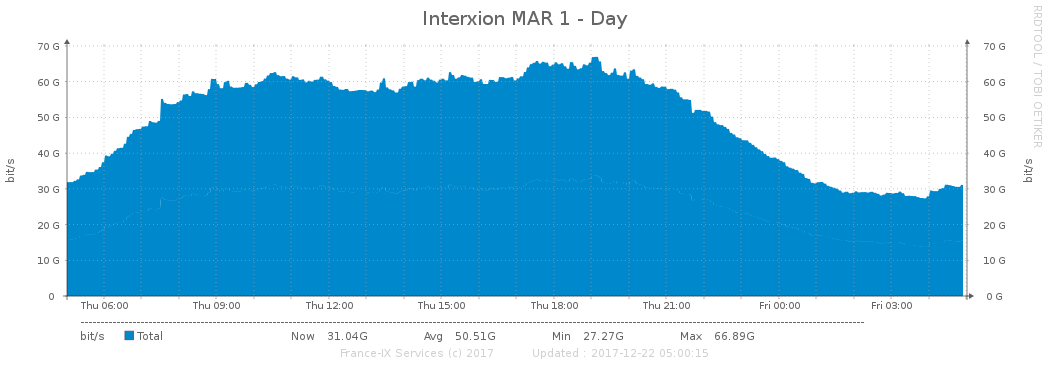 Interxion MAR 1 - Day
RRDTOOL / TOBI OETIKER
70 G 70 G
60 G 60 G
50 G 50 G
40 G 40 G
30 G 30 G
20 G 20 G
10 G 10 G
0 0 G
bit/s
bit/s
Thu 06:00 Thu 09:00 Thu 12:00 Thu 15:00 Thu 18:00 Thu 21:00 Fri 00:00 Fri 03:00
bit/s Total Now 31.04G Avg 50.51G Min 27.27G Max 66.89G
France-IX Services (c) 2017 Updated : 2017-12-22 05:00:15